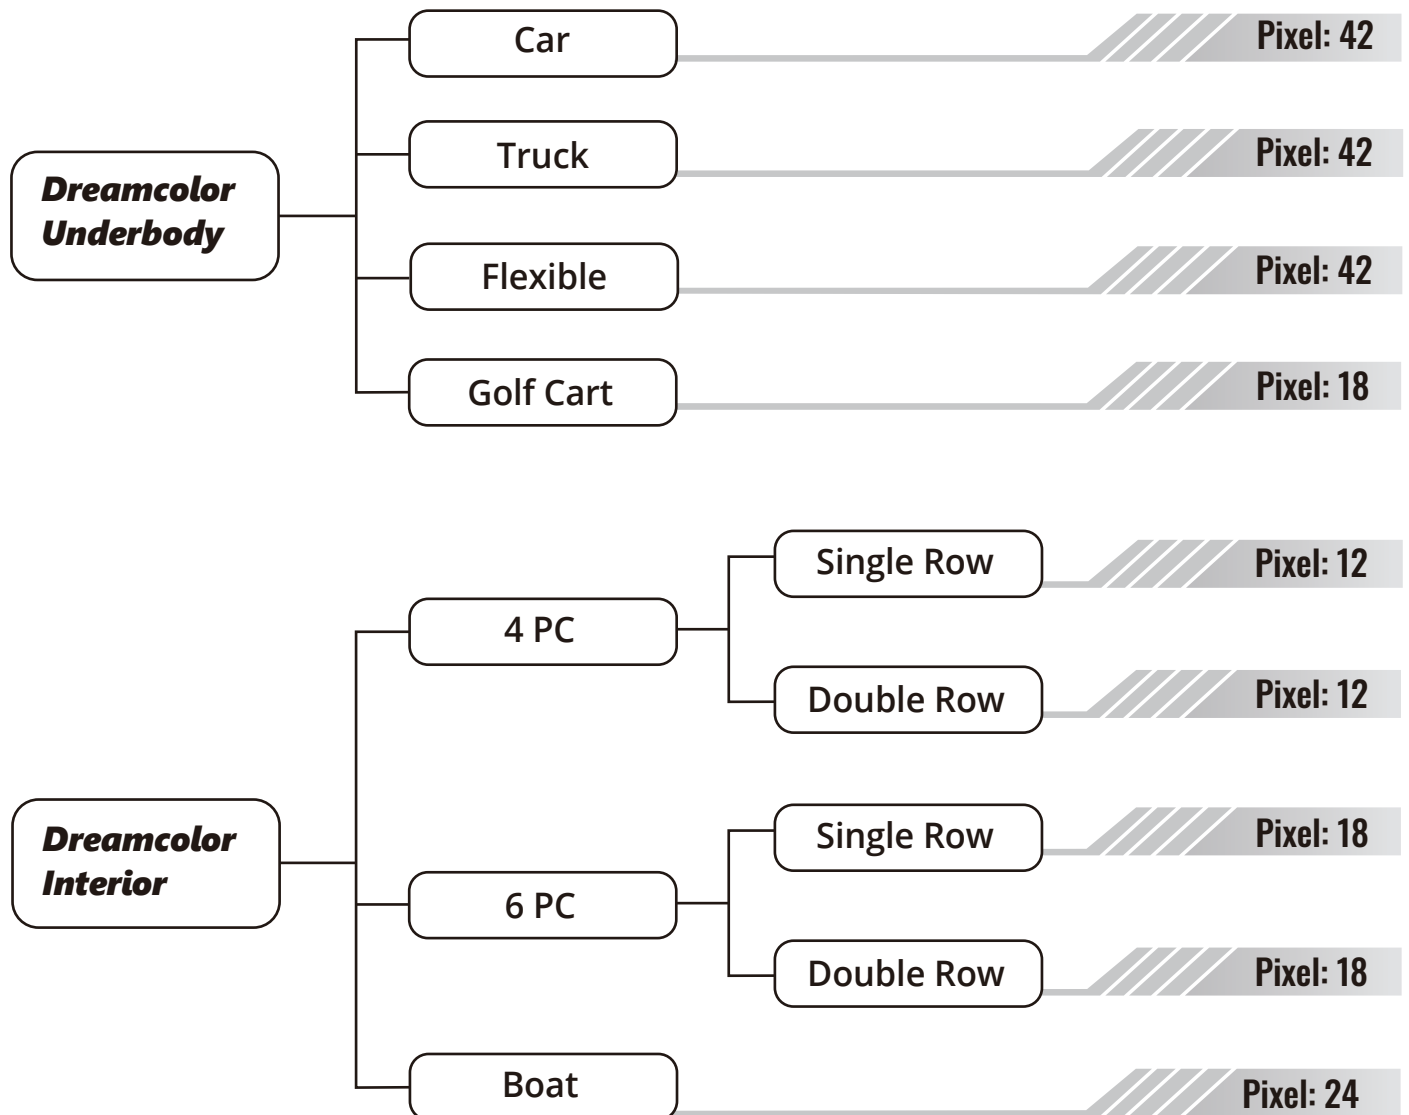 Car
Pixel: 42
Truck
Pixel: 42
Dreamcolor
Underbody
Flexible
Pixel: 42
Golf Cart
Pixel: 18
Single Row
Pixel: 12
4 PC
Double Row
Pixel: 12
Single Row
Pixel: 18
Dreamcolor
Interior
6 PC
Double Row
Pixel: 18
Boat
Pixel: 24